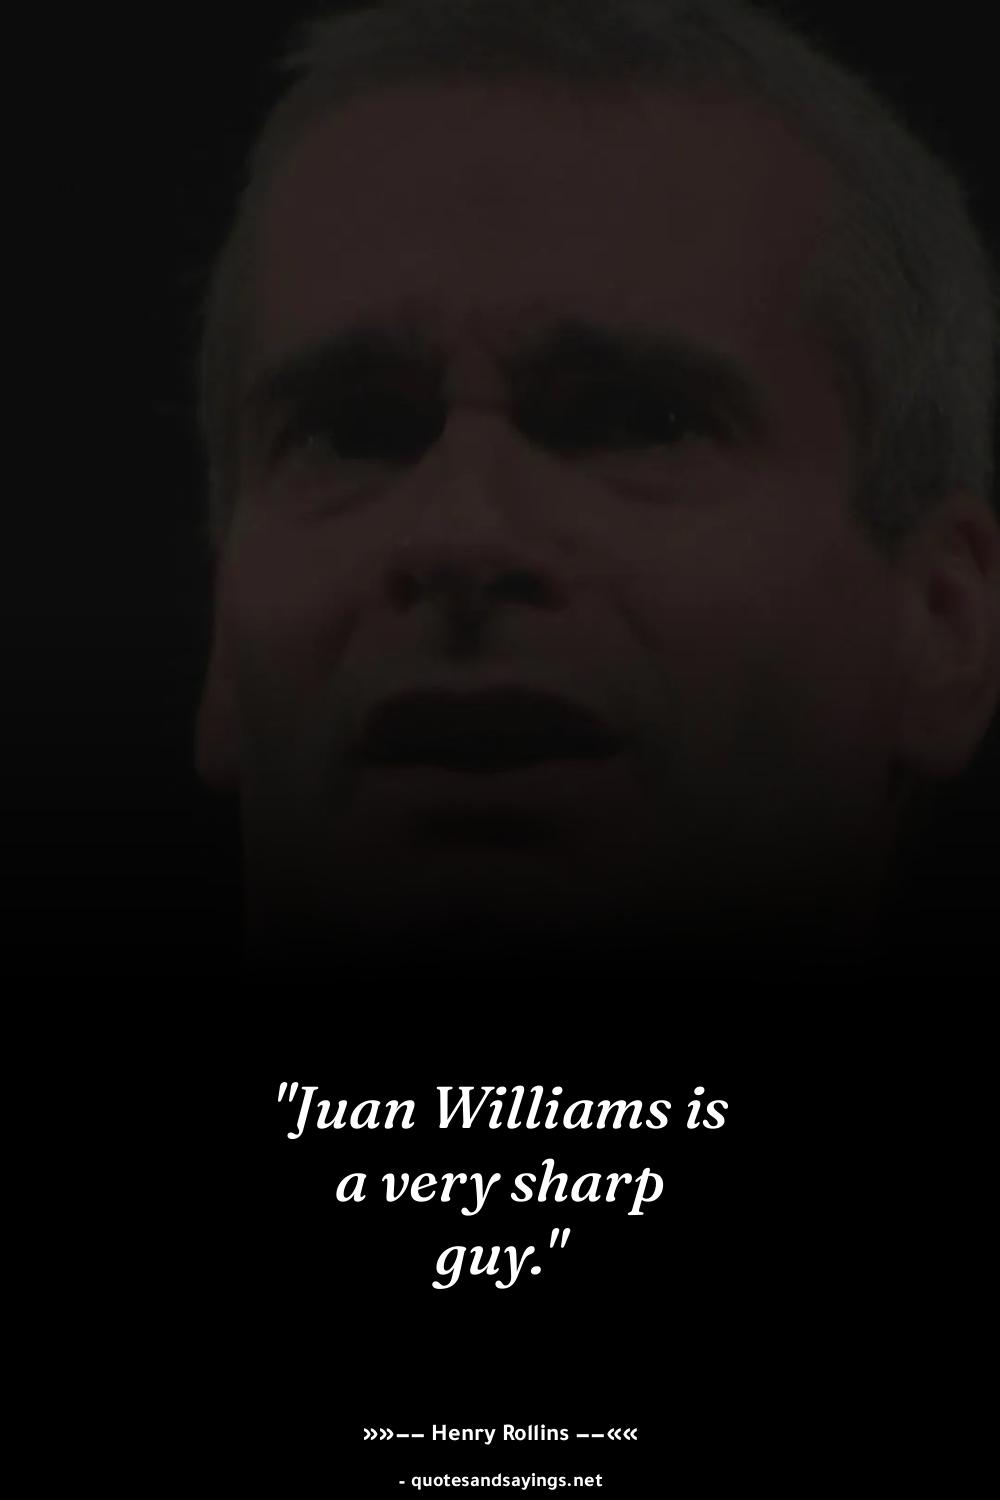 "Juan Williams is
a very sharp
guy."
»»−− Henry Rollins −−««
- quotesandsayings.net